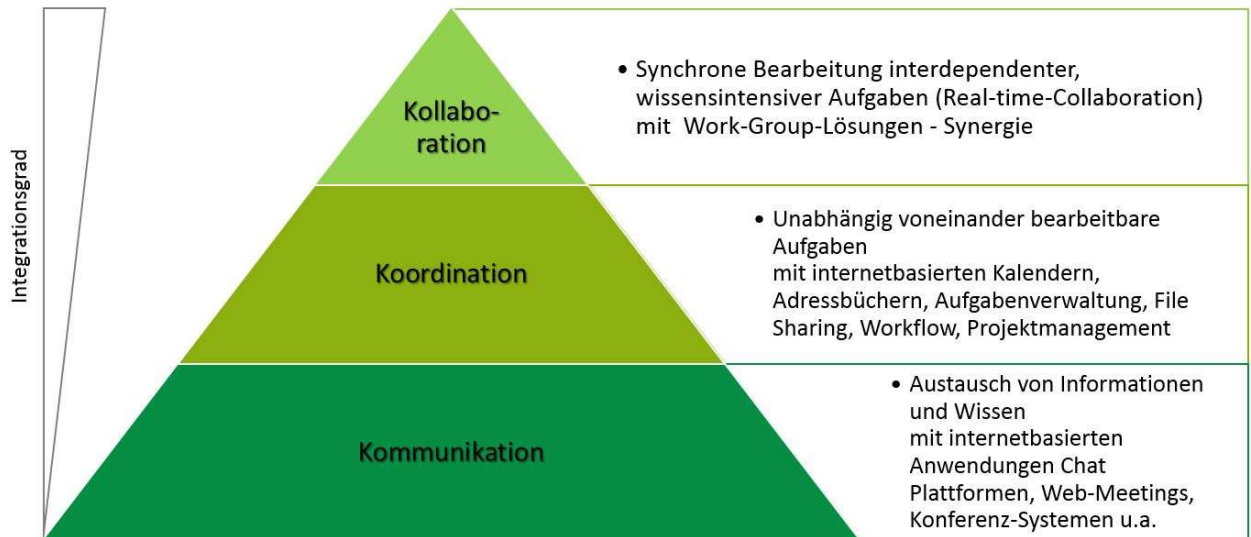 Integrationsgrad
Kollabo-
ration
• Synchrone Bearbeitung interdependenter,
wissensintensiver Aufgaben (Real-time-Collaboration)
mit Work-Group-Lösungen - Synergie
Koordination
• Unabhängig voneinander bearbeitbare
Aufgaben
mit internetbasierten Kalendern,
Adressbüchern, Aufgabenverwaltung, File
Sharing, Workflow, Projektmanagement
Kommunikation
• Austausch von Informationen
und Wissen
mit internetbasierten
Anwendungen Chat
Plattformen, Web-Meetings,
Konferenz-Systemen u.a.